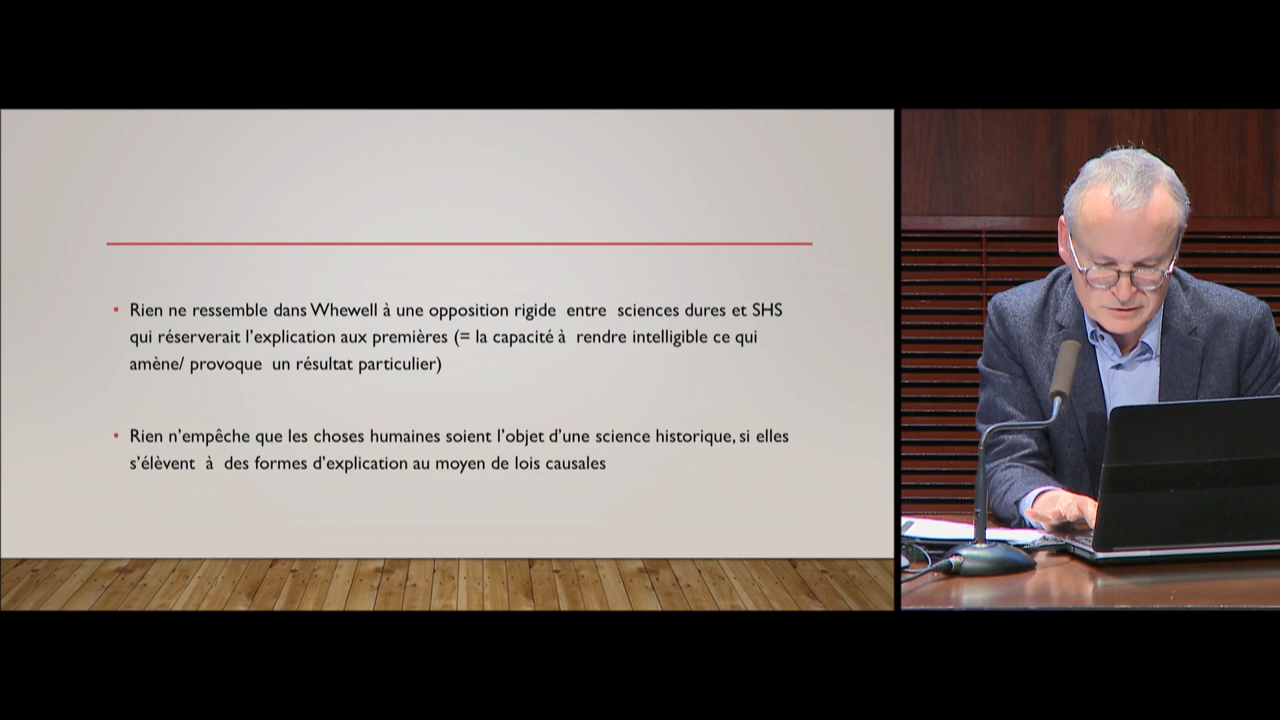 Rien ne ressemble dans Whewell à une opposition rigide entre sciences dures et SHS
qui réserverait l’explication aux premières (= la capacité à rendre intelligible ce qui
amène/ provoque un résultat particulier)
Rien n’empêche que les choses humaines soient l’objet d’une science historique, si elles
s’élèvent à des formes d’explication au moyen de lois causales